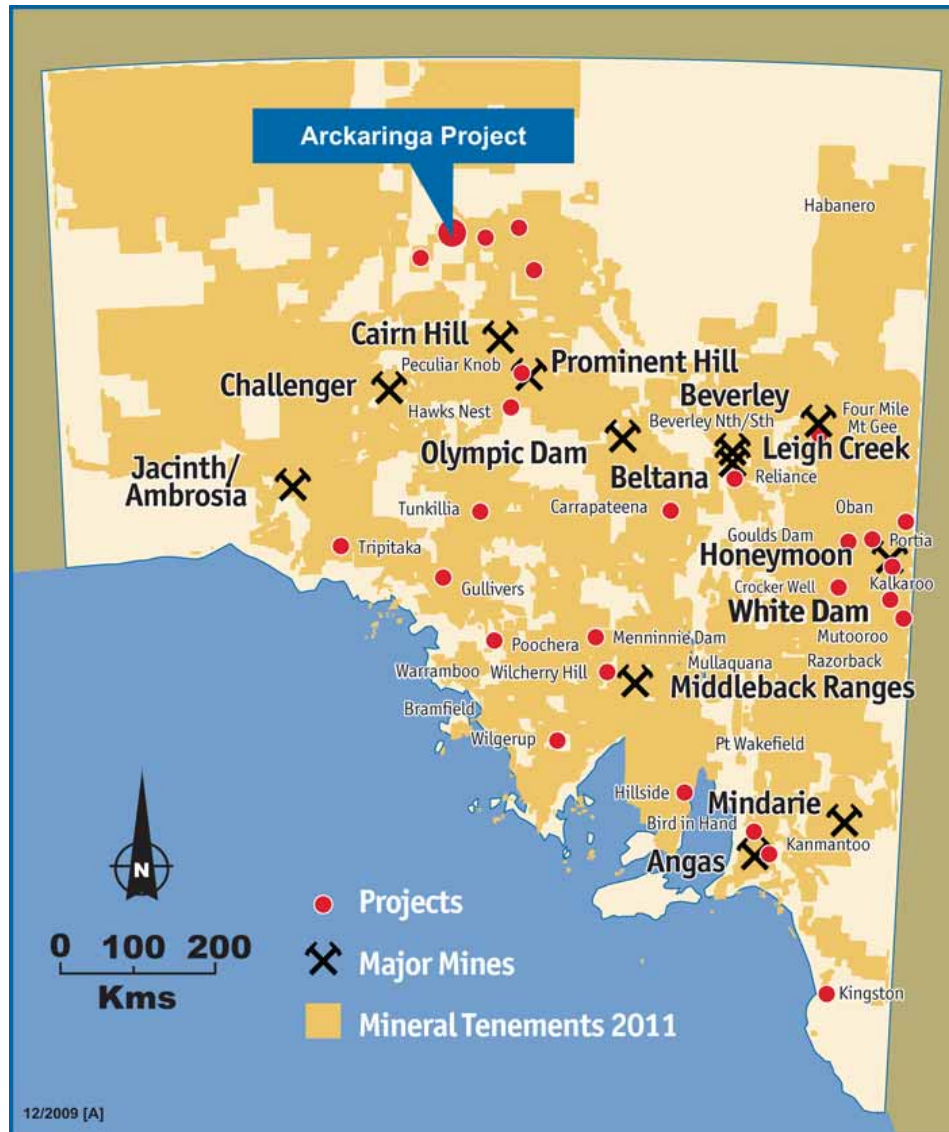 Arckaringa Project
Habanero
Cairn Hill
Peculiar Knob
Prominent Hill
Challenger
Hawks Nest
Beverley
Beverley Nth/Sth
Four Mile
Mt Gee
Olympic Dam
Leigh Creek
Beltana
Reliance
Jacinth/
Ambrosia
Tunkillia
Carrapateena
Oban
Tripitaka
Goulds Dam
Portia
Honeymoon
Gullivers
Crocker Well
Kalkaroo
White Dam
Poochera
Menninnie Dam
Mutooroo
Warramboo
Wilcherry Hill
Mullaquana
Razorback
Middleback Ranges
Bramfield
Wilgerup
Pt Wakefield
Hillside
Mindarie
Bird in Hand
Kanmantoo
Angas
N
Projects
0 100 200
Kms
Major Mines
Kingston
Mineral Tenements 2011
12/2009 [A]